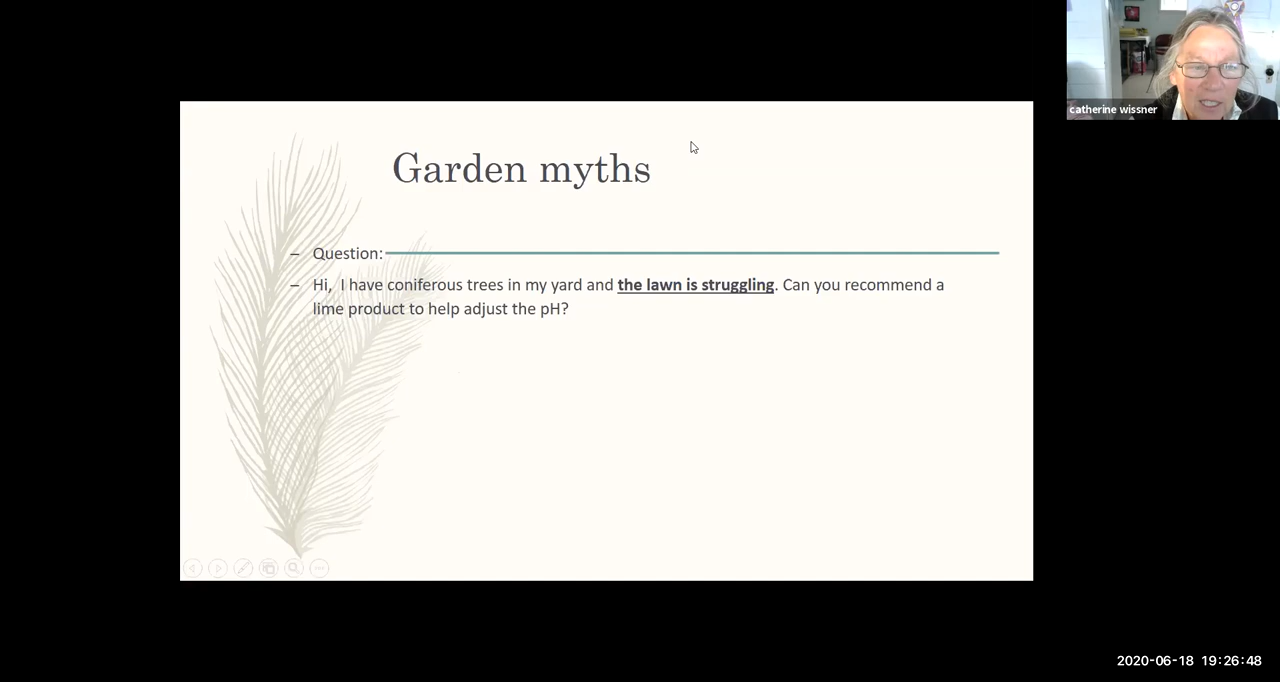 catherine wissner
Garden myths
– Question:
– Hi, I have coniferous trees in my yard and the lawn is struggling. Can you recommend a
lime product to help adjust the pH?
2020-06-18 19:26:48